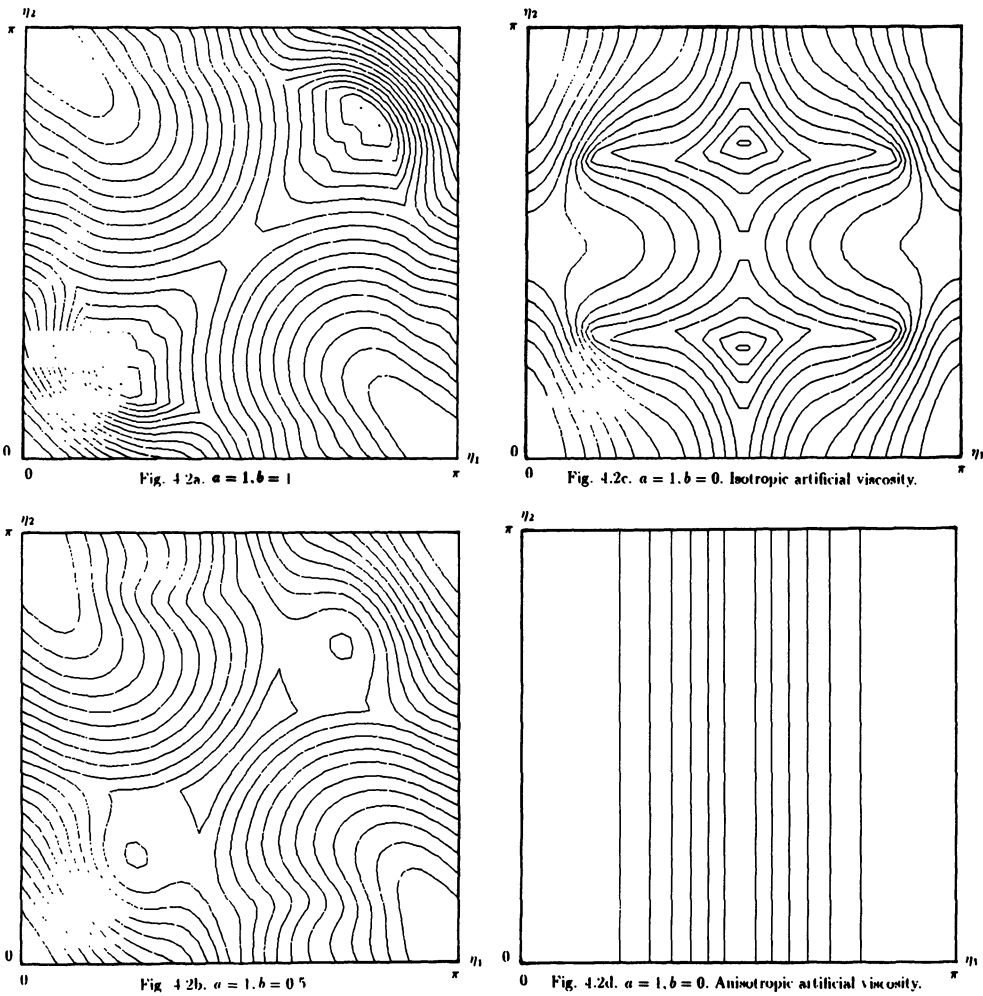 η2
π
0
0
π
η1
Fig. 4.2a. a = 1, b = 1
η2
π
0
0
π
η1
Fig. 4.2c. a = 1, b = 0. Isotropic artificial viscosity.
η2
π
0
0
π
η1
Fig. 4.2b. a = 1, b = 0.5
η2
π
0
0
π
η1
Fig. 4.2d. a = 1, b = 0. Anisotropic artificial viscosity.